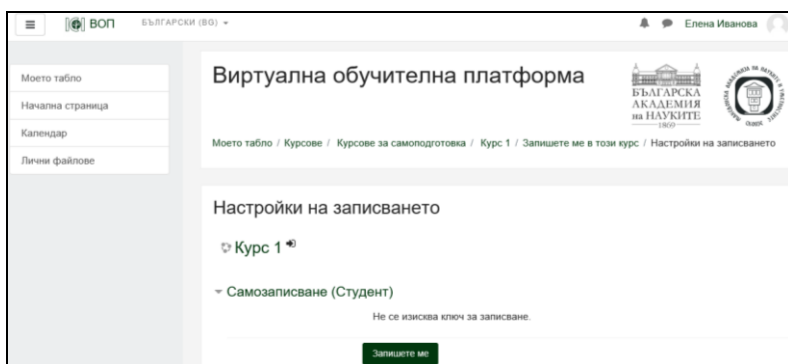 ВОП
БЪЛГАРСКИ (BG)
Елена Иванова
Моето табло
Начална страница
Календар
Лични файлове
Виртуална обучителна платформа
БЪЛГАРСКА
АКАДЕМИЯ
на НАУКИТЕ
1869
Моето табло / Курсове / Курсове за самоподготовка / Курс 1 / Запишете ме в този курс / Настройки на записването
Настройки на записването
Курс 1
Самозаписване (Студент)
Не се изисква ключ за записване.
Запишете ме